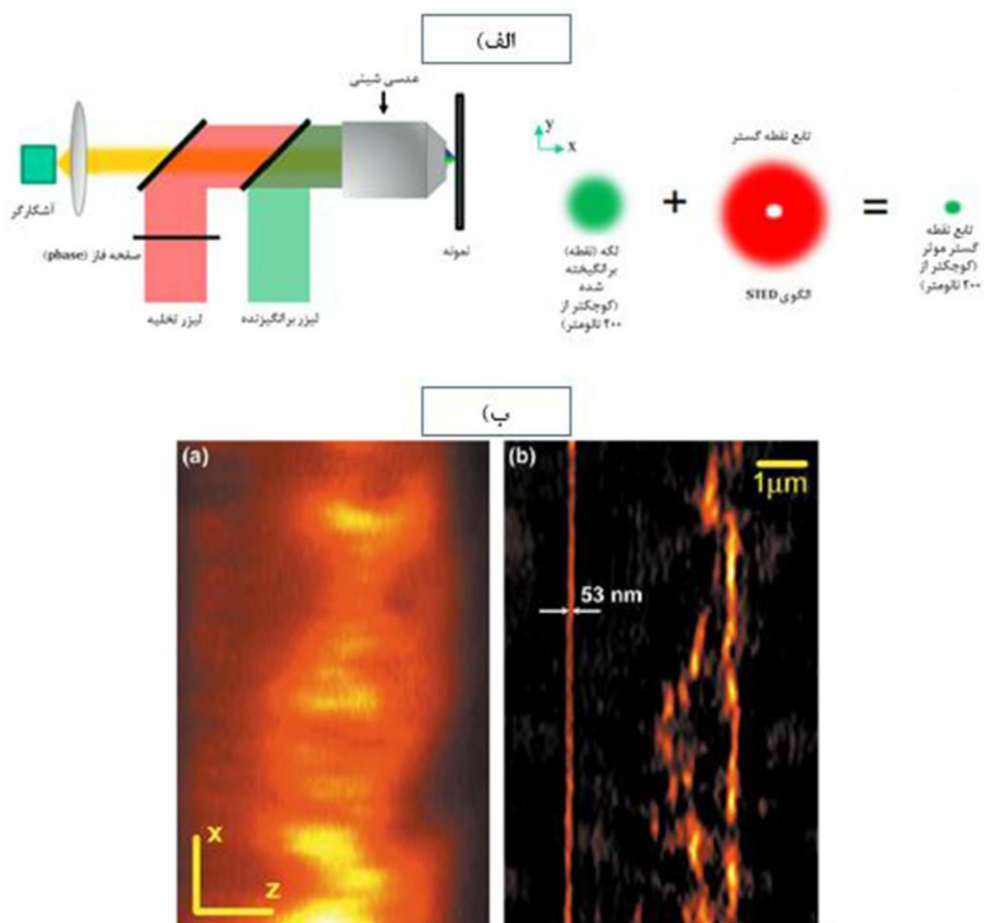 الف)
عدسی شیئی
آشکارگر
صفحه فاز (phase)
لیزر تخلیه
لیزر برانگیزنده
نمونه
y
x
لکه (نقطه)
برانگیخته
شده
(کوچکتر از
۲۰۰ نانومتر)
+
تابع نقطه گستر
الگوی STED
=
تابع نقطه
گستر موثر
(کوچکتر از
۲۰۰ نانومتر)
ب)
(a)
x
z
(b)
1μm
53 nm